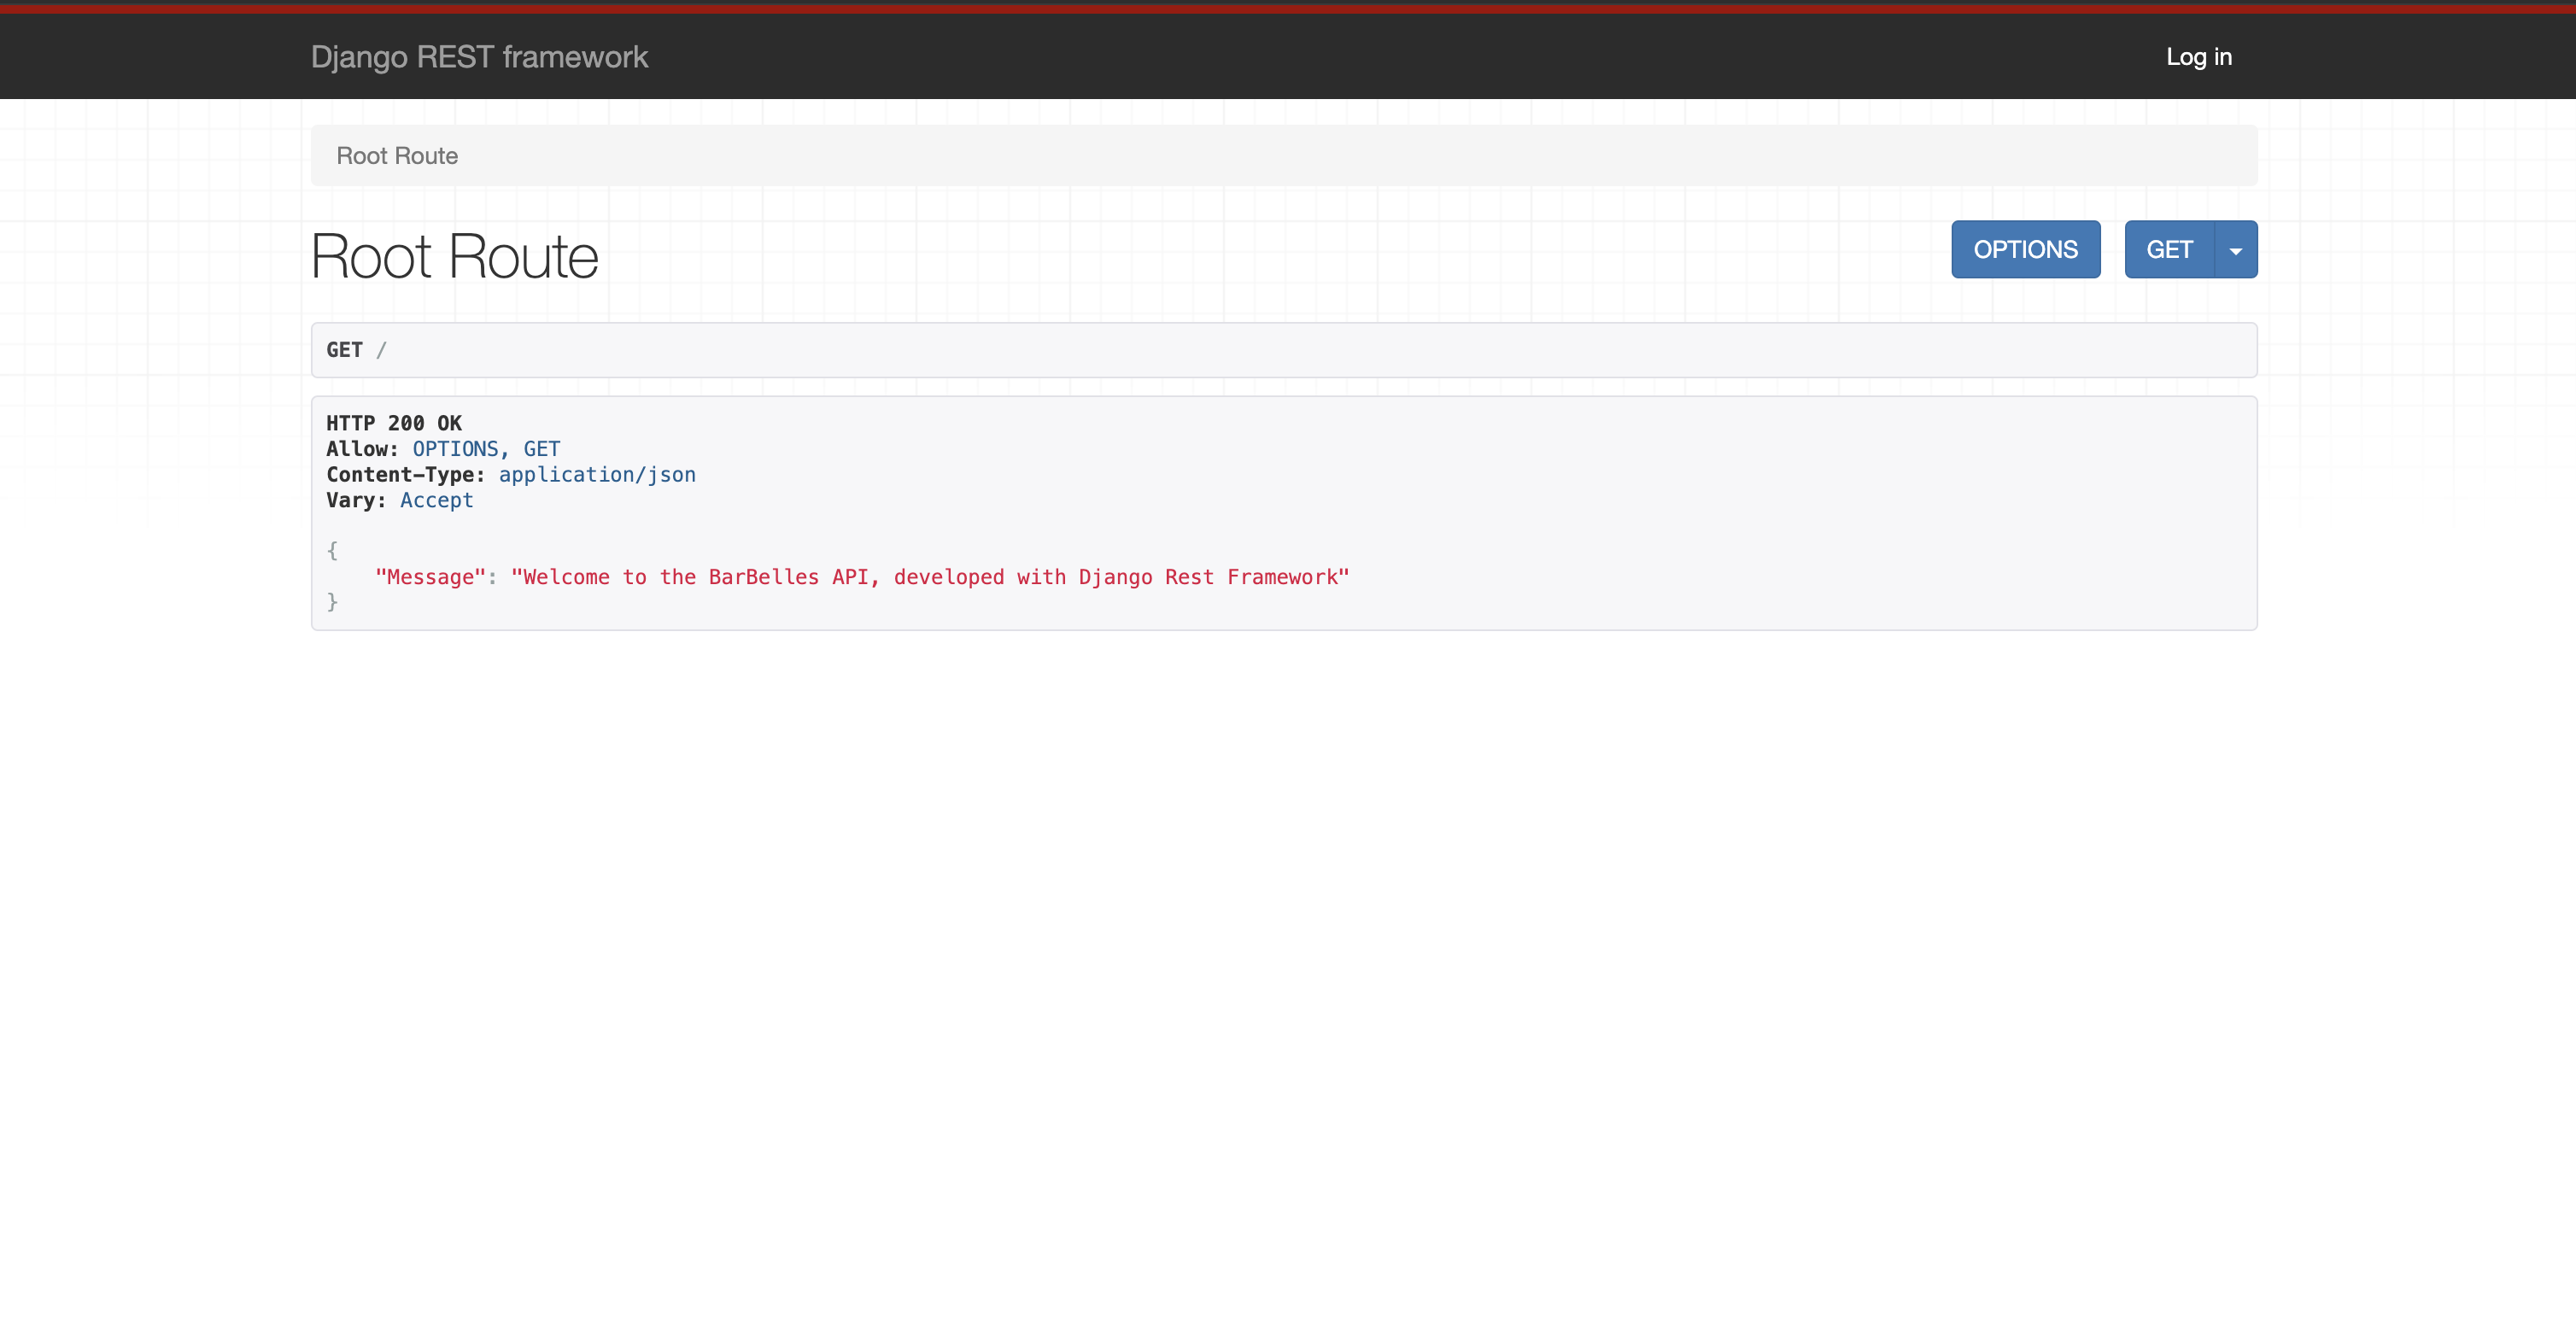 Django REST framework
Log in
Root Route
Root Route
OPTIONS
GET
GET /
HTTP 200 OK
Allow: OPTIONS, GET
Content-Type: application/json
Vary: Accept
{
"Message": "Welcome to the BarBelles API, developed with Django Rest Framework"
}